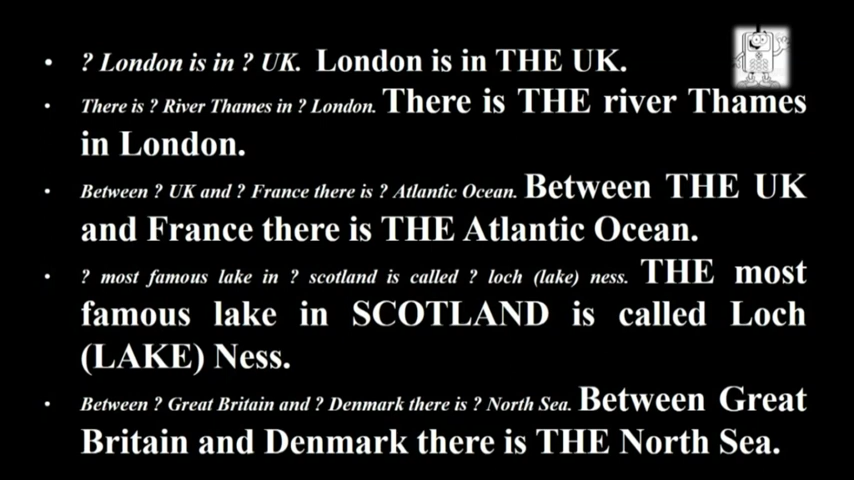 • ? London is in ? UK. London is in THE UK.
• There is ? River Thames in ? London. There is THE river Thames
in London.
• Between ? UK and ? France there is ? Atlantic Ocean. Between THE UK
and France there is THE Atlantic Ocean.
• ? most famous lake in ? scotland is called ? loch (lake) ness. THE most
famous lake in SCOTLAND is called Loch
(LAKE) Ness.
• Between ? Great Britain and ? Denmark there is ? North Sea. Between Great
Britain and Denmark there is THE North Sea.